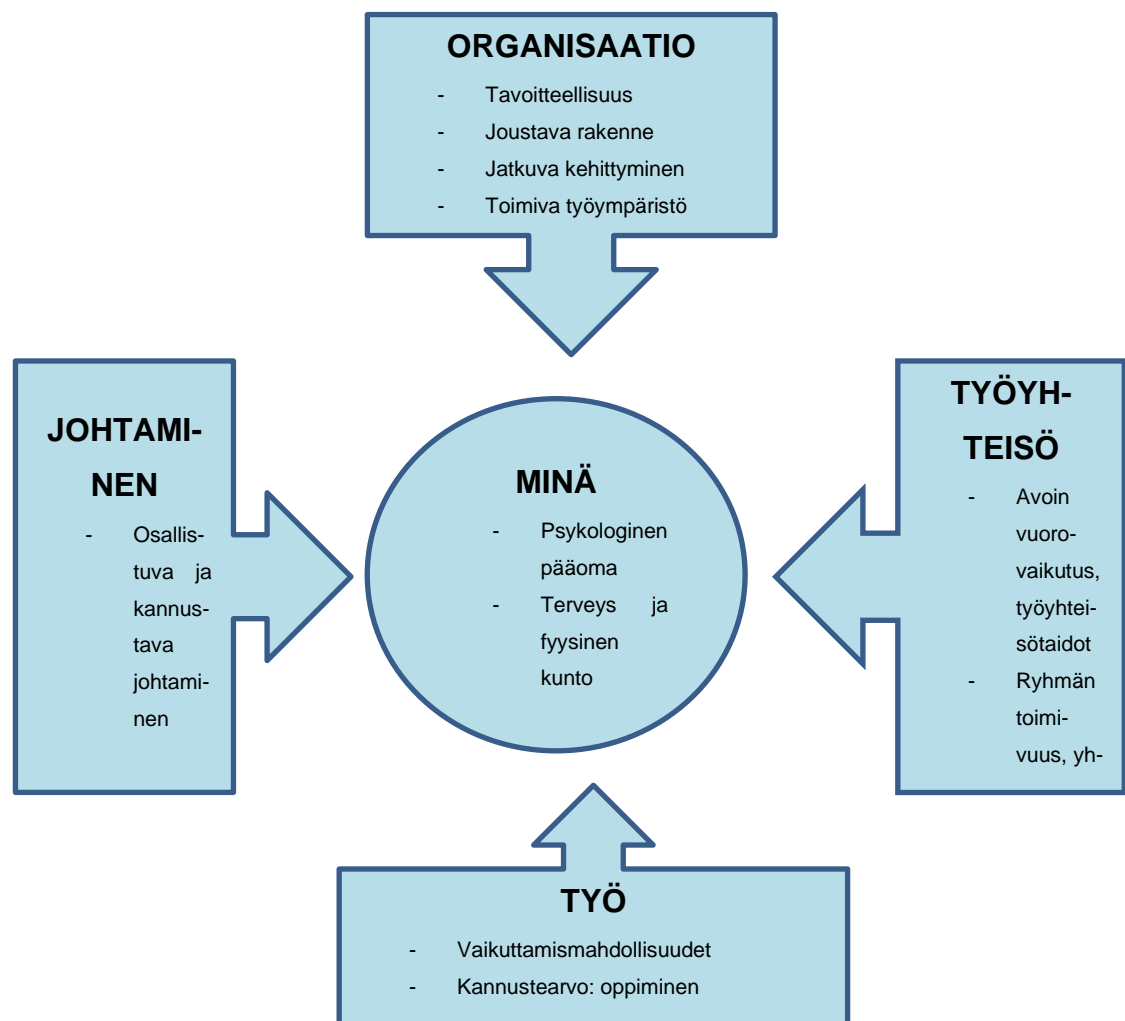 ORGANISAATIO
- Tavoitteellisuus
- Joustava rakenne
- Jatkuva kehittyminen
- Toimiva työympäristö
JOHTAMI-
NEN
- Osallis-
tuva ja
kannus-
tava
johtami-
nen
MINÄ
- Psykologinen
pääoma
- Terveys ja
fyysinen
kunto
TYÖYH-
TEISÖ
- Avoin
vuoro-
vaikutus,
työyhtei-
sötaidot
- Ryhmän
toimi-
vuus, yh-
TYÖ
- Vaikuttamismahdollisuudet
- Kannustearvo: oppiminen